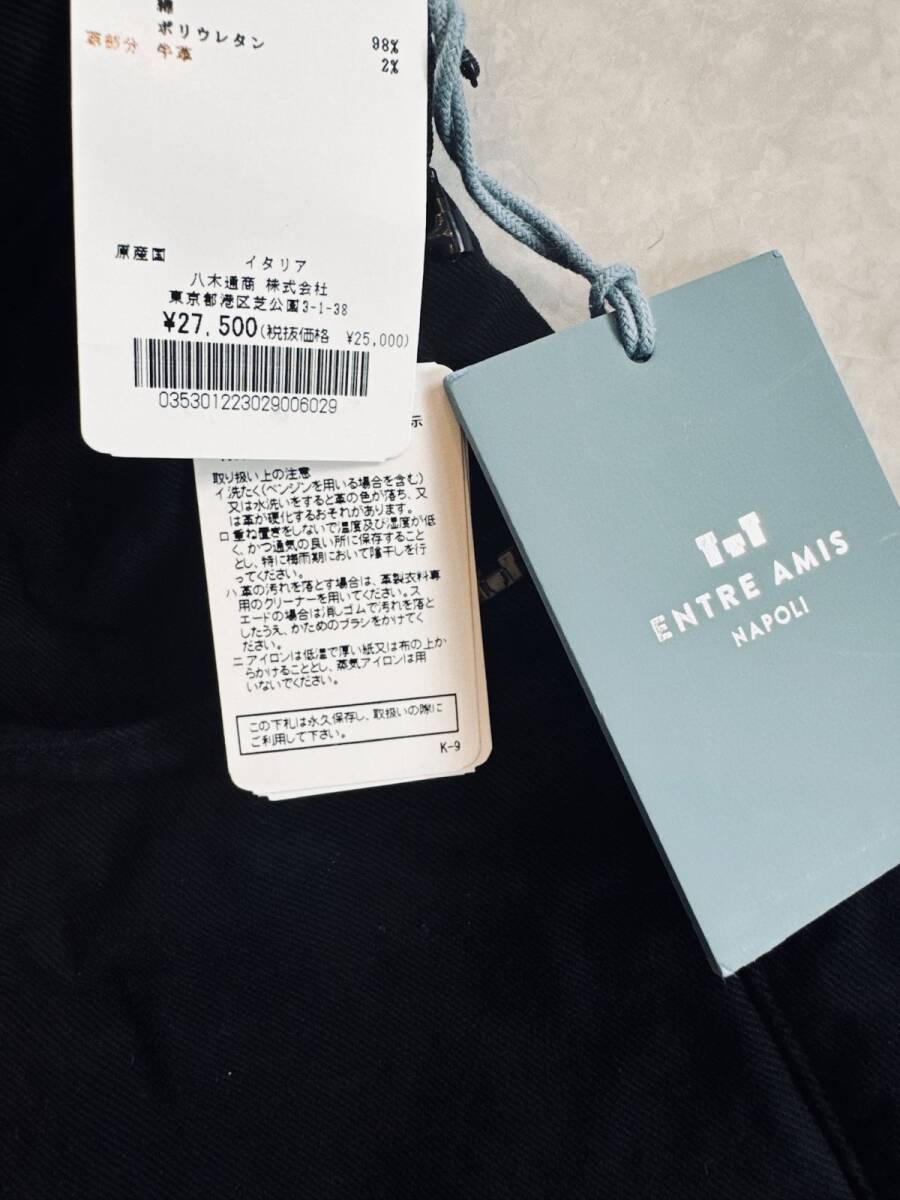 綿
ポリウレタン 98%
革部分 牛革 2%
原産国 イタリア
八木通商 株式会社
東京都港区芝公園3-1-38
¥27,500(税抜価格 ¥25,000)
035301223029006029
示
取り扱い上の注意
イ洗たく(ベンジンを用いる場合を含む)
又は水洗いをすると革の色が落ち、又
は革が硬化するおそれがあります。
ロ重ね置きをしないで温度及び湿度が低
く、かつ通気の良い所に保存すること
とし、特に梅雨期において陰干しを行
ってください。
ハ革の汚れを落とす場合は、革製衣料専
用のクリーナーを用いてください。ス
エードの場合は消しゴムで汚れを落と
したうえ、かためのブラシをかけてく
ださい。
ニアイロンは低温で厚い紙又は布の上か
らかけることとし、蒸気アイロンは用
いないでください。
この下札は永久保存し、取扱いの際に
ご利用して下さい。
K-9
ENTRE AMIS
NAPOLI